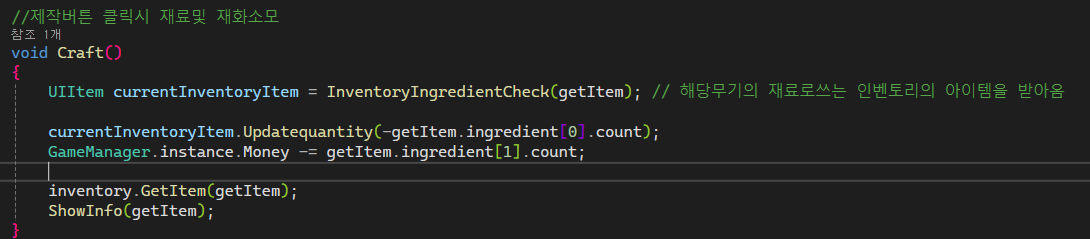 //제작버튼 클릭시 재료및 재화소모
참조 1개
void Craft()
{
UIItem currentInventoryItem = InventoryIngredientCheck(getItem); // 해당무기의 재료로쓰는 인벤토리의 아이템을 받아옴
currentInventoryItem.Updatequantity(-getItem.ingredient[0].count);
GameManager.instance.Money -= getItem.ingredient[1].count;
inventory.GetItem(getItem);
ShowInfo(getItem);
}